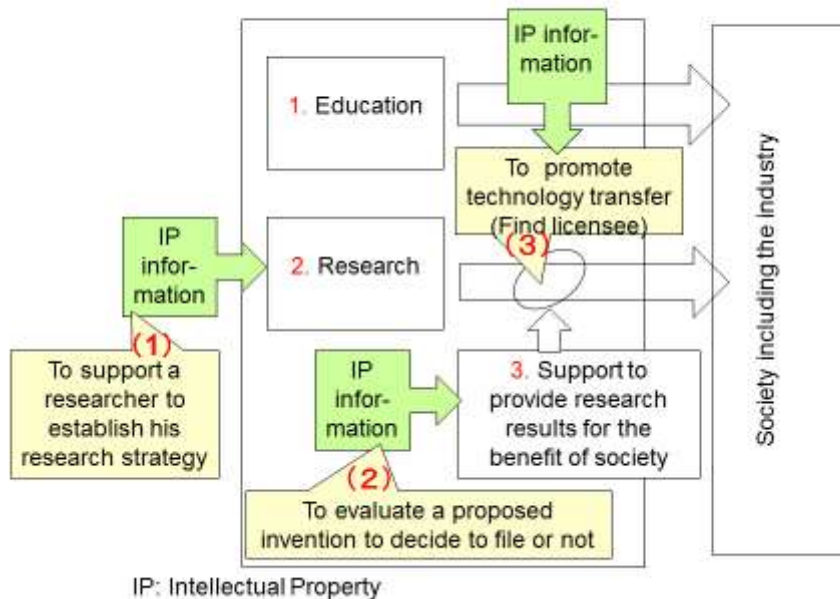 IP infor-
mation
1. Education
To promote
technology transfer
(Find licensee)
(3)
IP
infor-
mation
2. Research
(1)
To support a
researcher to
establish his
research strategy
IP
infor-
mation
3. Support to
provide research
results for the
benefit of society
(2)
To evaluate a proposed
invention to decide to file or not
Society including the industry
IP: Intellectual Property